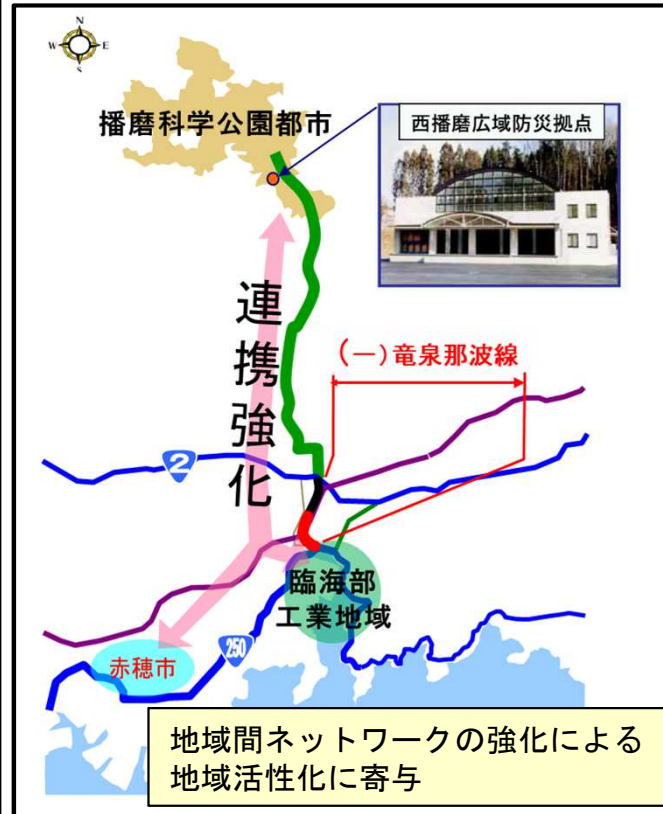 N
W E
S
播磨科学公園都市
西播磨広域防災拠点
連携強化
(一)竜泉那波線
2
臨海部
工業地域
250
赤穂市
地域間ネットワークの強化による
地域活性化に寄与